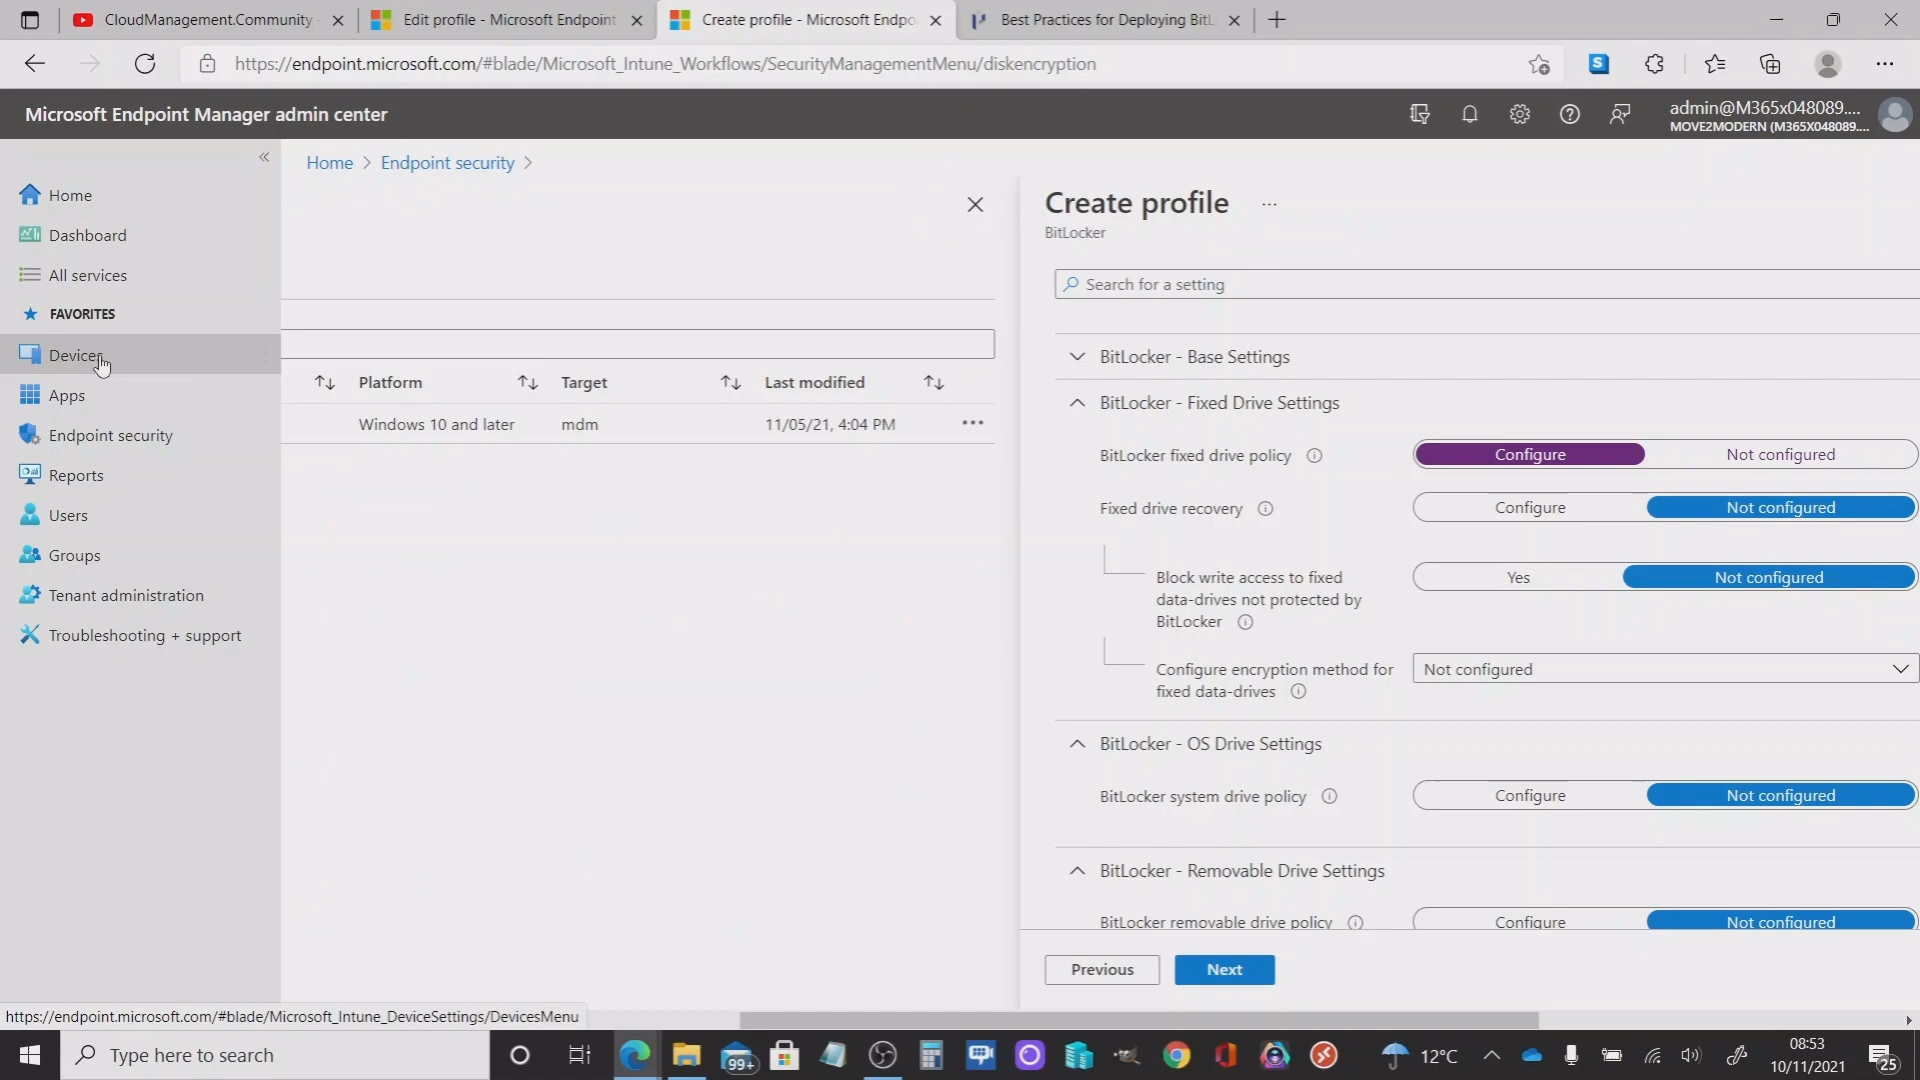 CloudManagement.Community
Edit profile - Microsoft Endpoint
Create profile - Microsoft Endpo
Best Practices for Deploying BitL
https://endpoint.microsoft.com/#blade/Microsoft_Intune_Workflows/SecurityManagementMenu/diskencryption
Microsoft Endpoint Manager admin center
admin@M365x048089....
MOVE2MODERN (M365X048089....
Home
Dashboard
All services
FAVORITES
Devices
Apps
Endpoint security
Reports
Users
Groups
Tenant administration
Troubleshooting + support
Home > Endpoint security >
Platform
Target
Last modified
Windows 10 and later
mdm
11/05/21, 4:04 PM
Create profile
BitLocker
Search for a setting
BitLocker - Base Settings
BitLocker - Fixed Drive Settings
BitLocker fixed drive policy
Configure
Not configured
Fixed drive recovery
Configure
Not configured
Block write access to fixed
data-drives not protected by
BitLocker
Yes
Not configured
Configure encryption method for
fixed data-drives
Not configured
BitLocker - OS Drive Settings
BitLocker system drive policy
Configure
Not configured
BitLocker - Removable Drive Settings
BitLocker removable drive policy
Configure
Not configured
Previous
Next
https://endpoint.microsoft.com/#blade/Microsoft_Intune_DeviceSettings/DevicesMenu
Type here to search
99+
12°C
08:53
10/11/2021
25